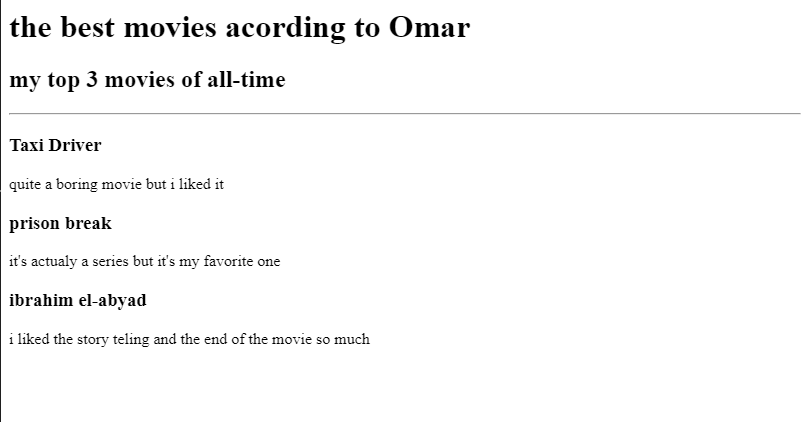 the best movies acording to Omar
my top 3 movies of all-time
Taxi Driver
quite a boring movie but i liked it
prison break
it's actualy a series but it's my favorite one
ibrahim el-abyad
i liked the story teling and the end of the movie so much